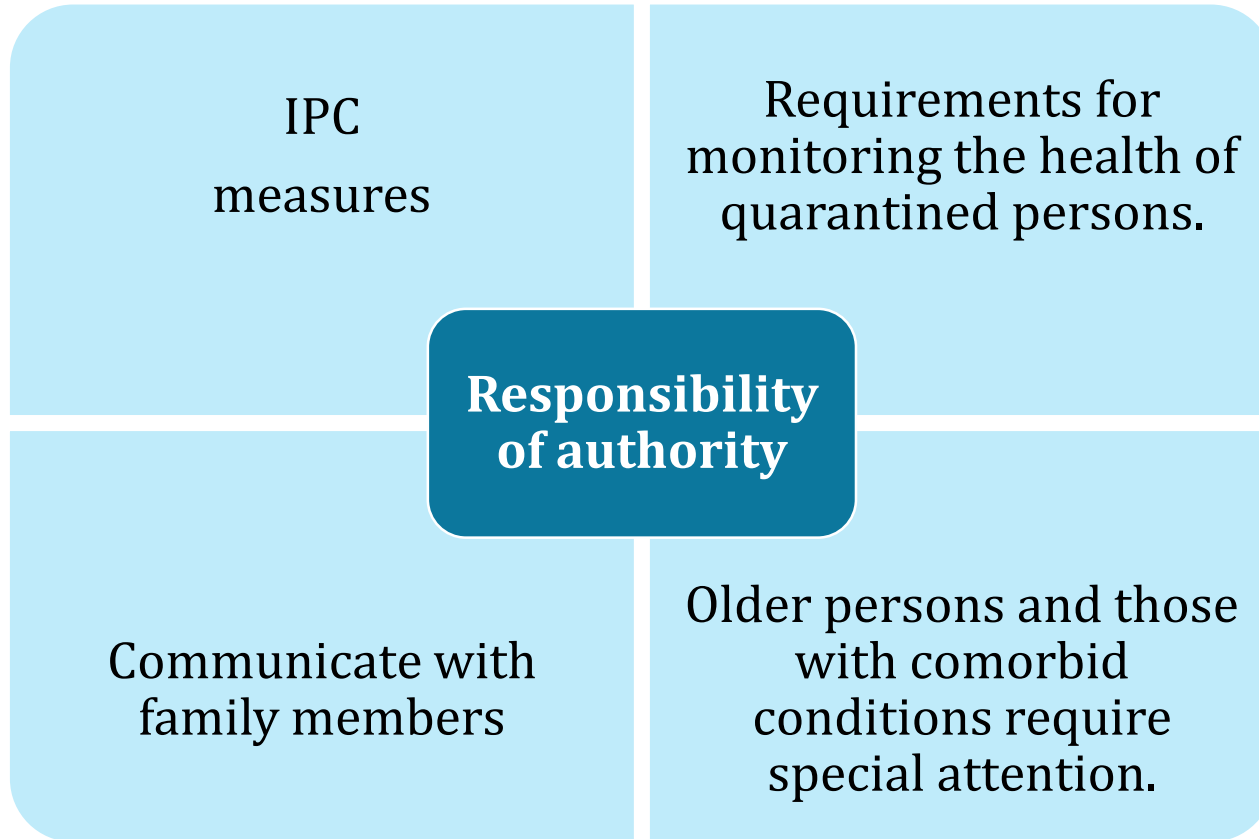 IPC
measures
Requirements for
monitoring the health of
quarantined persons.
Responsibility
of authority
Communicate with
family members
Older persons and those
with comorbid
conditions require
special attention.